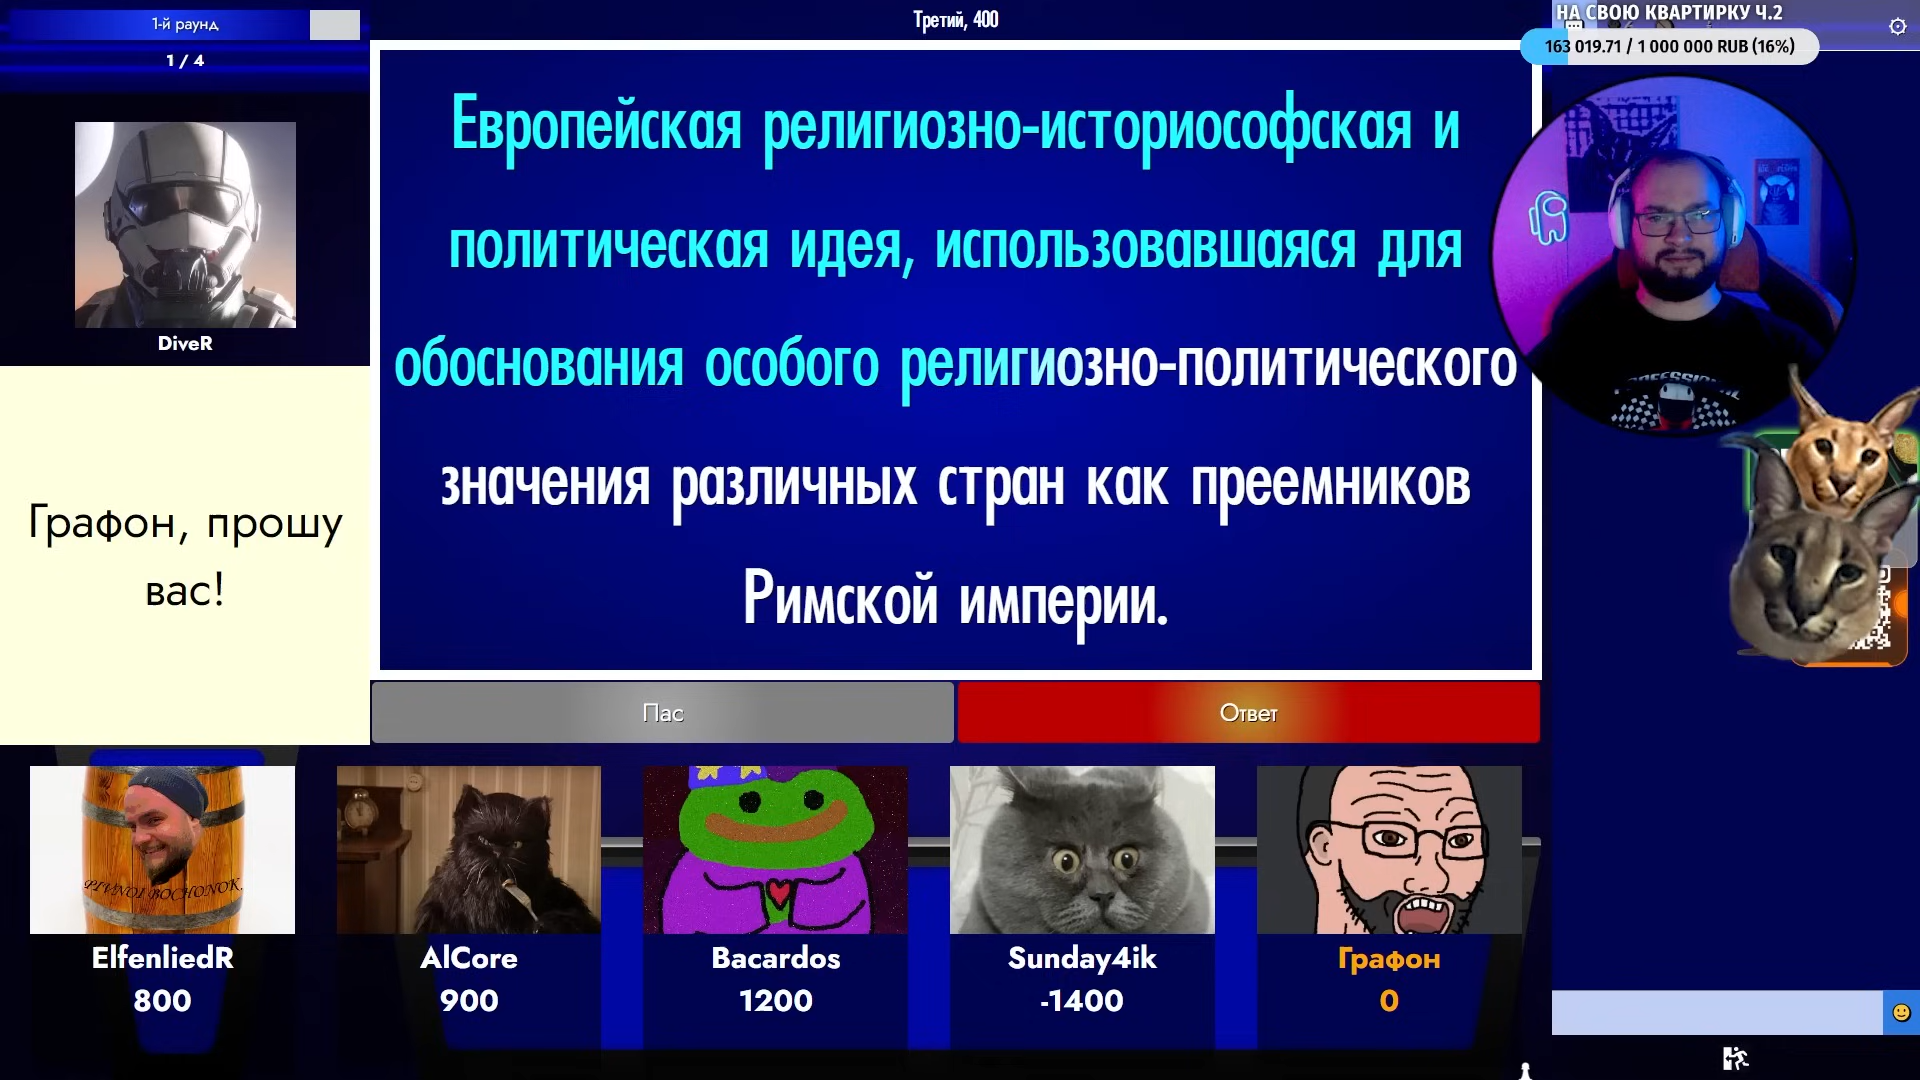 1-й раунд
1 / 4
Третий, 400
НА СВОЮ КВАРТИРКУ Ч.2
163 019.71 / 1 000 000 RUB (16%)
Европейская религиозно-историософская и
политическая идея, использовавшаяся для
обоснования особого религиозно-политического
значения различных стран как преемников
Римской империи.
DiveR
Графон, прошу
вас!
Пас
Ответ
PIVNOI BOCHONOK.
ElfenliedR
800
AlCore
900
Bacardos
1200
Sunday4ik
-1400
Графон
0